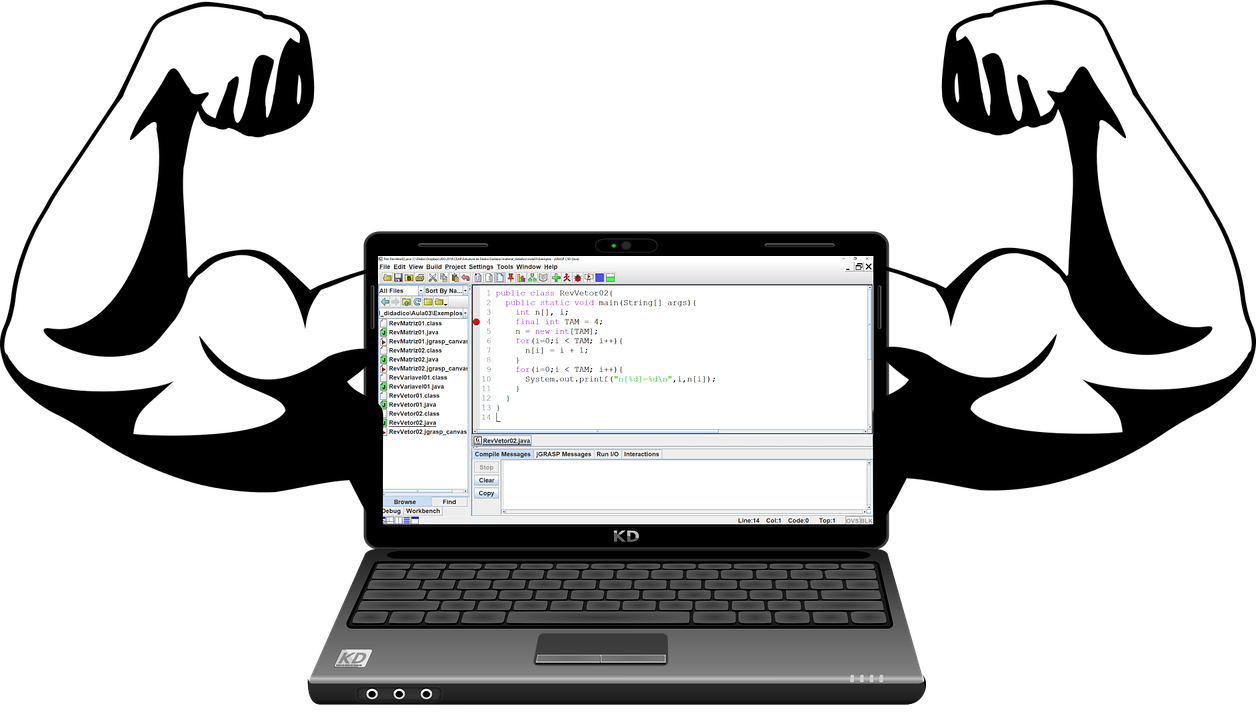 File Edit View Build Project Settings Tools Window Help
All Files Sort By Na...
l_didadico\Aula03\Exemplos
RevMatriz01.class
RevMatriz01.java
RevMatriz01.jgrasp_canvas
RevMatriz02.class
RevMatriz02.java
RevMatriz02.jgrasp_canvas
RevVariavel01.class
RevVariavel01.java
RevVetor01.class
RevVetor01.java
RevVetor02.class
RevVetor02.java
RevVetor02.jgrasp_canvas
Browse Find
Debug Workbench
1 public class RevVetor02{
2 public static void main(String[] args){
3 int n[], i;
4 final int TAM = 4;
5 n = new int[TAM];
6 for(i=0;i < TAM; i++){
7 n[i] = i + 1;
8 }
9 for(i=0;i < TAM; i++){
10 System.out.printf("n[%d]=%d\n",i,n[i]);
11 }
12 }
13 }
14
RevVetor02.java
Compile Messages jGRASP Messages Run I/O Interactions
Stop
Clear
Copy
Line:14 Col:1 Code:0 Top:1 OVS BLK
KD
KD